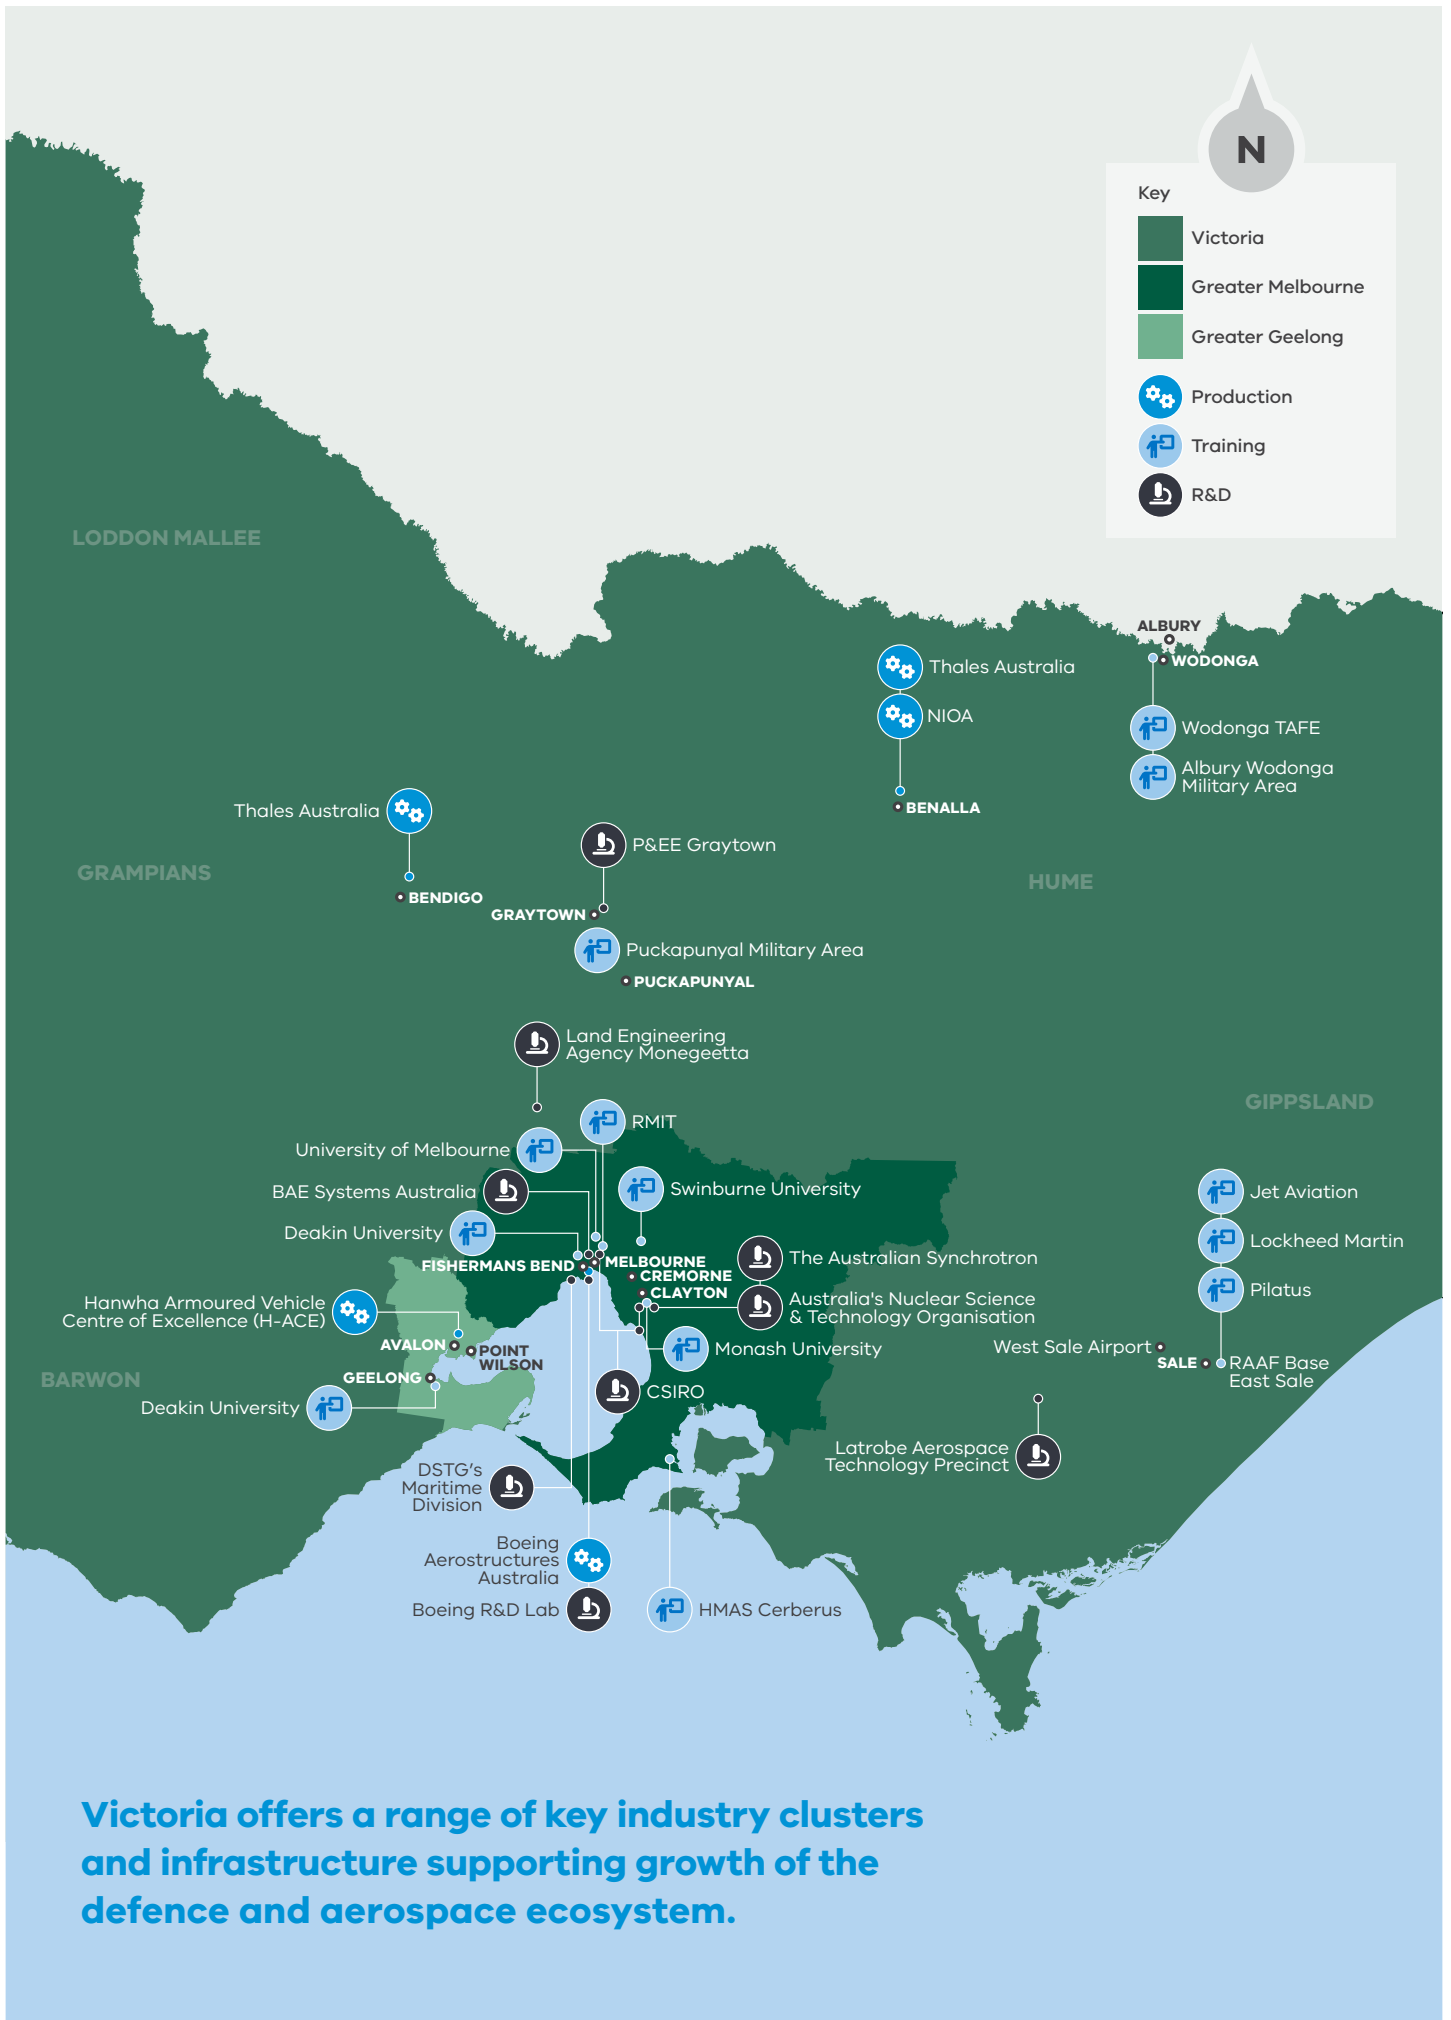 N
Key
Victoria
Greater Melbourne
Greater Geelong
Production
Training
R&D
LODDON MALLEE
ALBURY
WODONGA
Thales Australia
NIOA
Wodonga TAFE
Albury Wodonga
Military Area
BENALLA
Thales Australia
P&EE Graytown
GRAMPIANS
HUME
BENDIGO
GRAYTOWN
Puckapunyal Military Area
PUCKAPUNYAL
Land Engineering
Agency Monegeetta
GIPPSLAND
RMIT
University of Melbourne
BAE Systems Australia
Swinburne University
Jet Aviation
Deakin University
Lockheed Martin
FISHERMANS BEND
MELBOURNE
The Australian Synchrotron
CREMORNE
CLAYTON
Pilatus
Hanwha Armoured Vehicle
Centre of Excellence (H-ACE)
Australia's Nuclear Science
& Technology Organisation
AVALON
POINT
WILSON
Monash University
West Sale Airport
SALE
RAAF Base
East Sale
BARWON
GEELONG
CSIRO
Deakin University
Latrobe Aerospace
Technology Precinct
DSTG's
Maritime
Division
Boeing
Aerostructures
Australia
Boeing R&D Lab
HMAS Cerberus
Victoria offers a range of key industry clusters
and infrastructure supporting growth of the
defence and aerospace ecosystem.